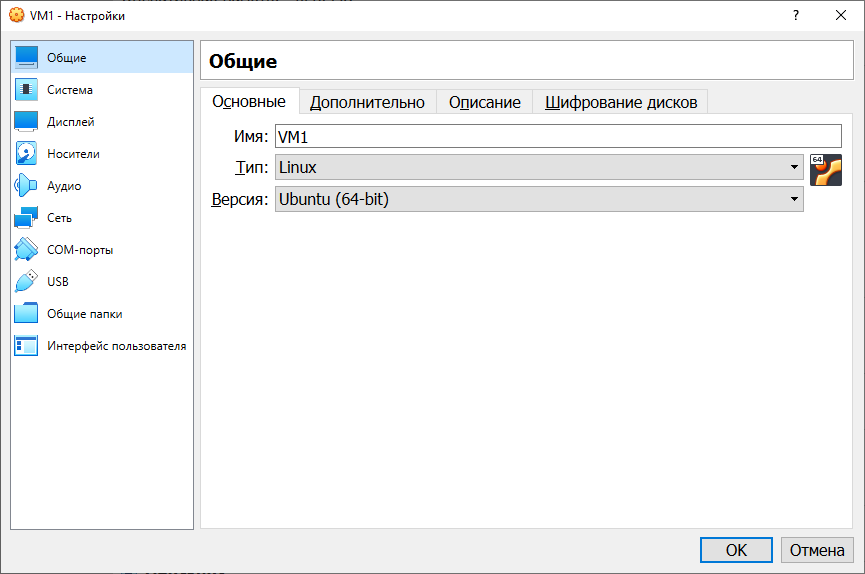 VM1 - Настройки
?
Общие
Система
Дисплей
Носители
Аудио
Сеть
COM-порты
USB
Общие папки
Интерфейс пользователя
Общие
Основные Дополнительно Описание Шифрование дисков
Имя: VM1
Тип: Linux
64
Версия: Ubuntu (64-bit)
OK Отмена